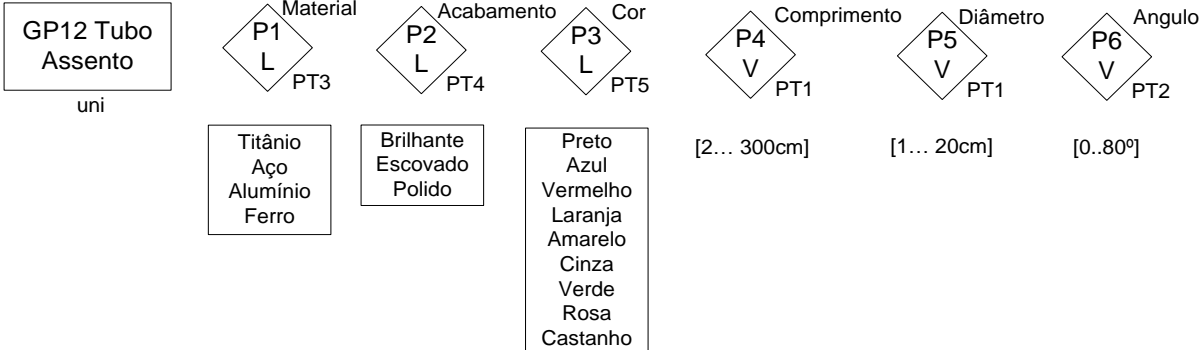 GP12 Tubo
Assento
uni
Material
P1
L
PT3
Titânio
Aço
Alumínio
Ferro
Acabamento
P2
L
PT4
Brilhante
Escovado
Polido
Cor
P3
L
PT5
Preto
Azul
Vermelho
Laranja
Amarelo
Cinza
Verde
Rosa
Castanho
Comprimento
P4
V
PT1
[2... 300cm]
Diâmetro
P5
V
PT1
[1... 20cm]
Angulo
P6
V
PT2
[0..80º]